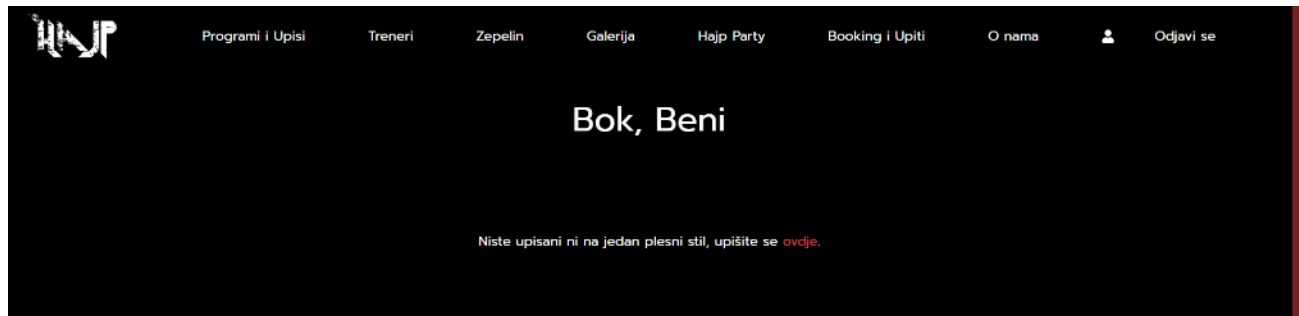 HAJP Programi i Upisi Treneri Zepelin Galerija Hajp Party Booking i Upiti O nama Odjavi se
Bok, Beni
Niste upisani ni na jedan plesni stil, upišite se ovdje.